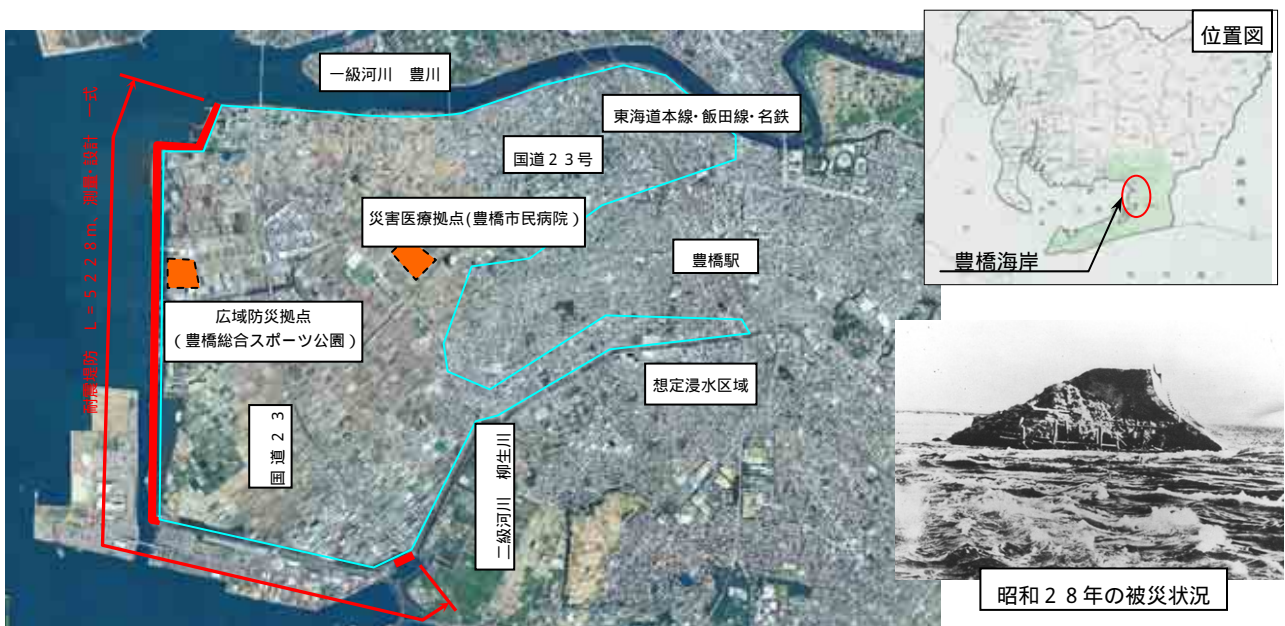 一級河川　豊川
東海道本線・飯田線・名鉄
国道２３号
災害医療拠点(豊橋市民病院)
豊橋駅
広域防災拠点
(豊橋総合スポーツ公園)
想定浸水区域
国道２３
二級河川　柳生川
耐震堤防　Ｌ＝５２２８ｍ、測量・設計　一式
位置図
豊橋海岸
昭和２８年の被災状況